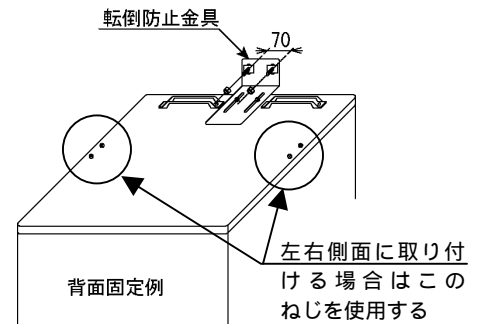 転倒防止金具
70
左右側面に取り付
ける場合はこの
ねじを使用する
背面固定例